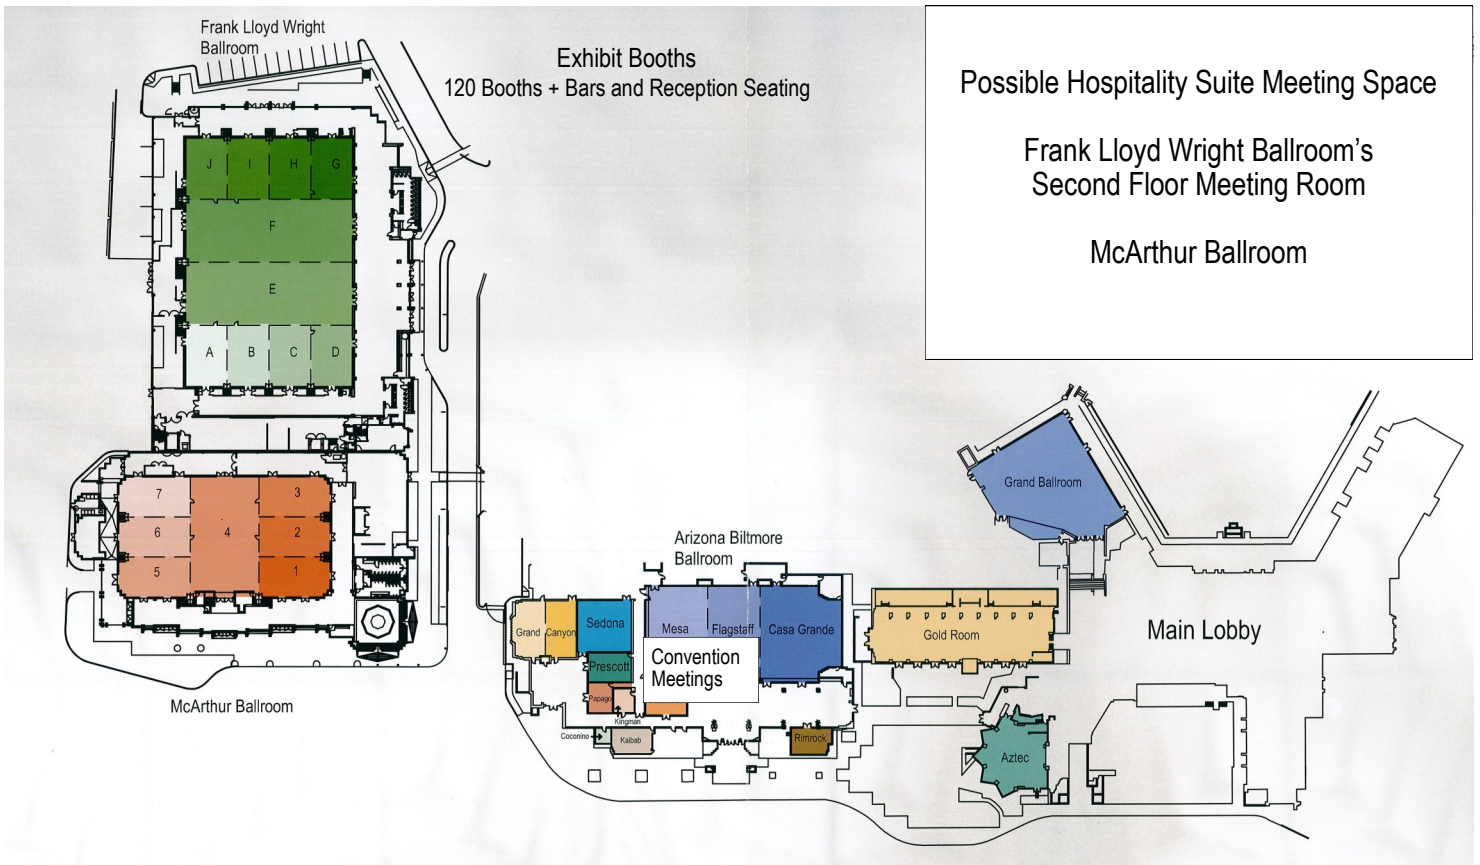 Frank Lloyd Wright
Ballroom
Exhibit Booths
120 Booths + Bars and Reception Seating
Possible Hospitality Suite Meeting Space
Frank Lloyd Wright Ballroom's
Second Floor Meeting Room
McArthur Ballroom
J I H G
F
E
A B C D
7 3
6 4 2
5 1
McArthur Ballroom
Grand Ballroom
Arizona Biltmore
Ballroom
Grand Canyon Sedona Mesa Flagstaff Casa Grande
Gold Room
Main Lobby
Prescott
Convention
Meetings
Papago
Kingman
Coconino
Kaibab
Rimrock
Aztec